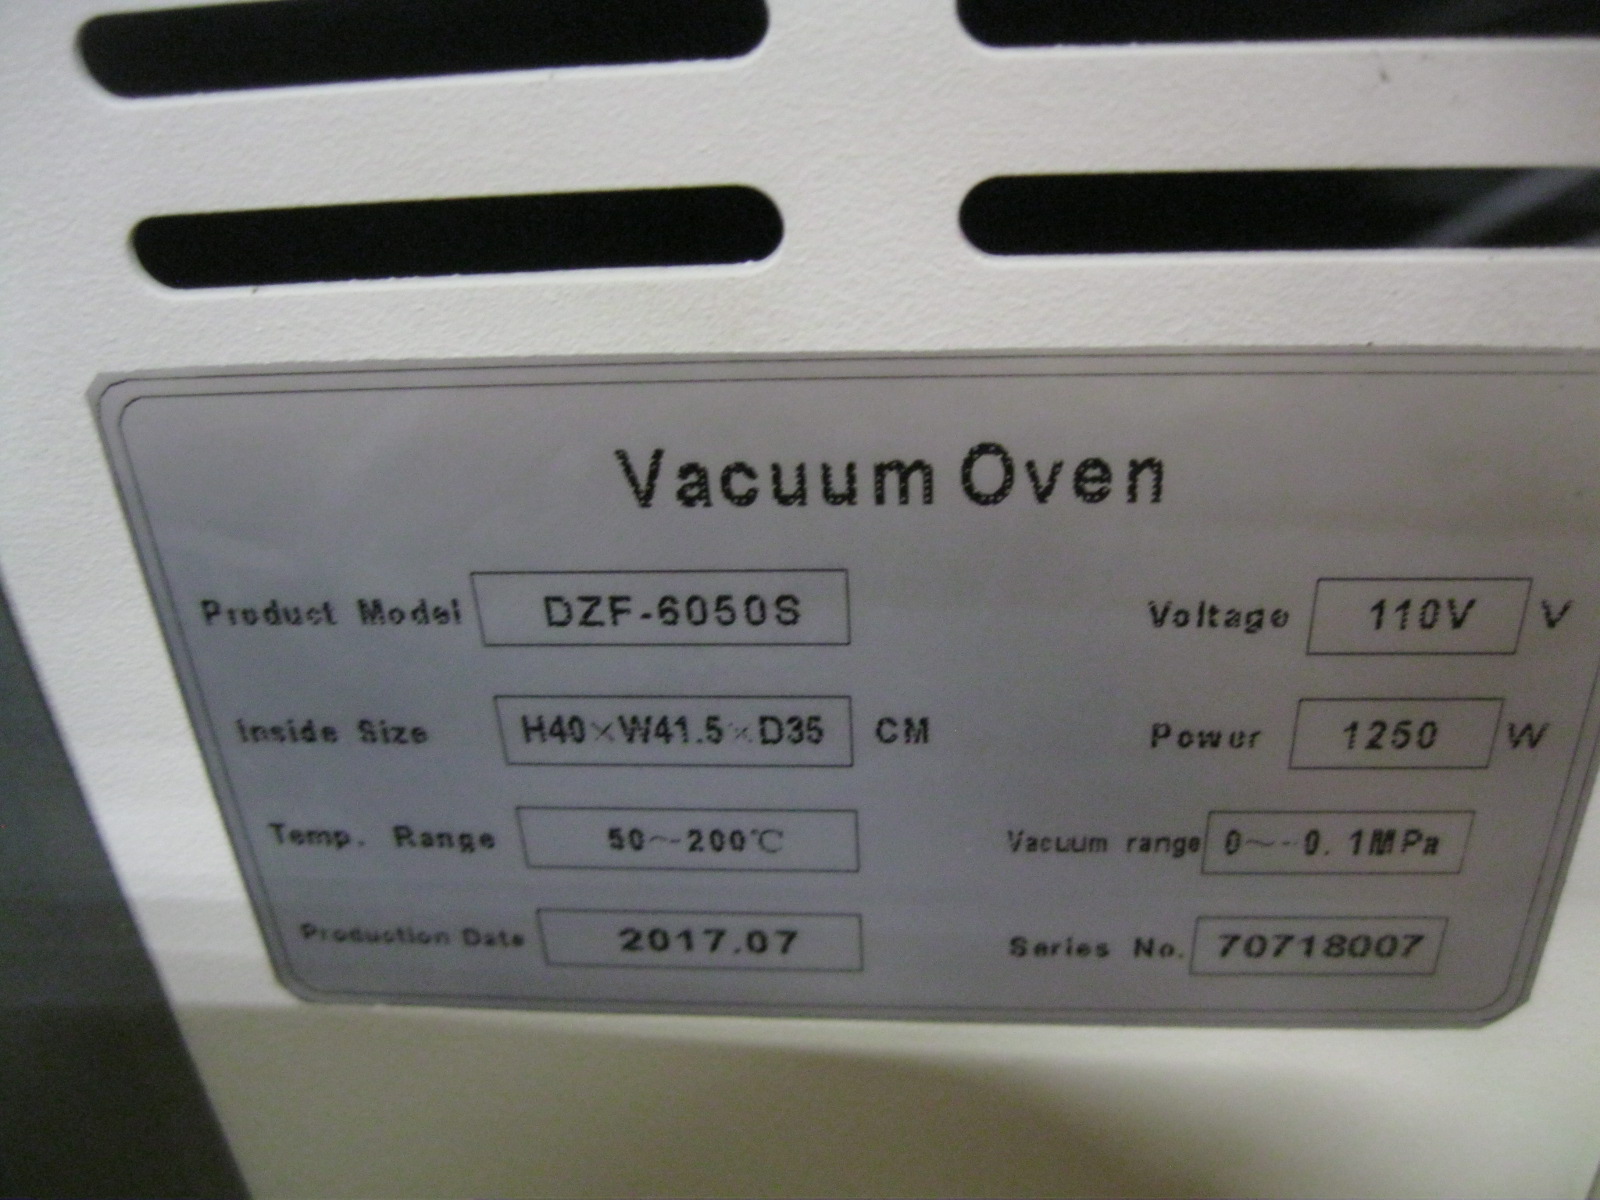 Vacuum Oven
Product Model DZF-6050S Voltage 110V V
Inside Size H40×W41.5×D35 CM Power 1250 W
Temp. Range 50~-200℃ Vacuum range 0~--0.1MPa
Production Date 2017.07 Series No. 70718007